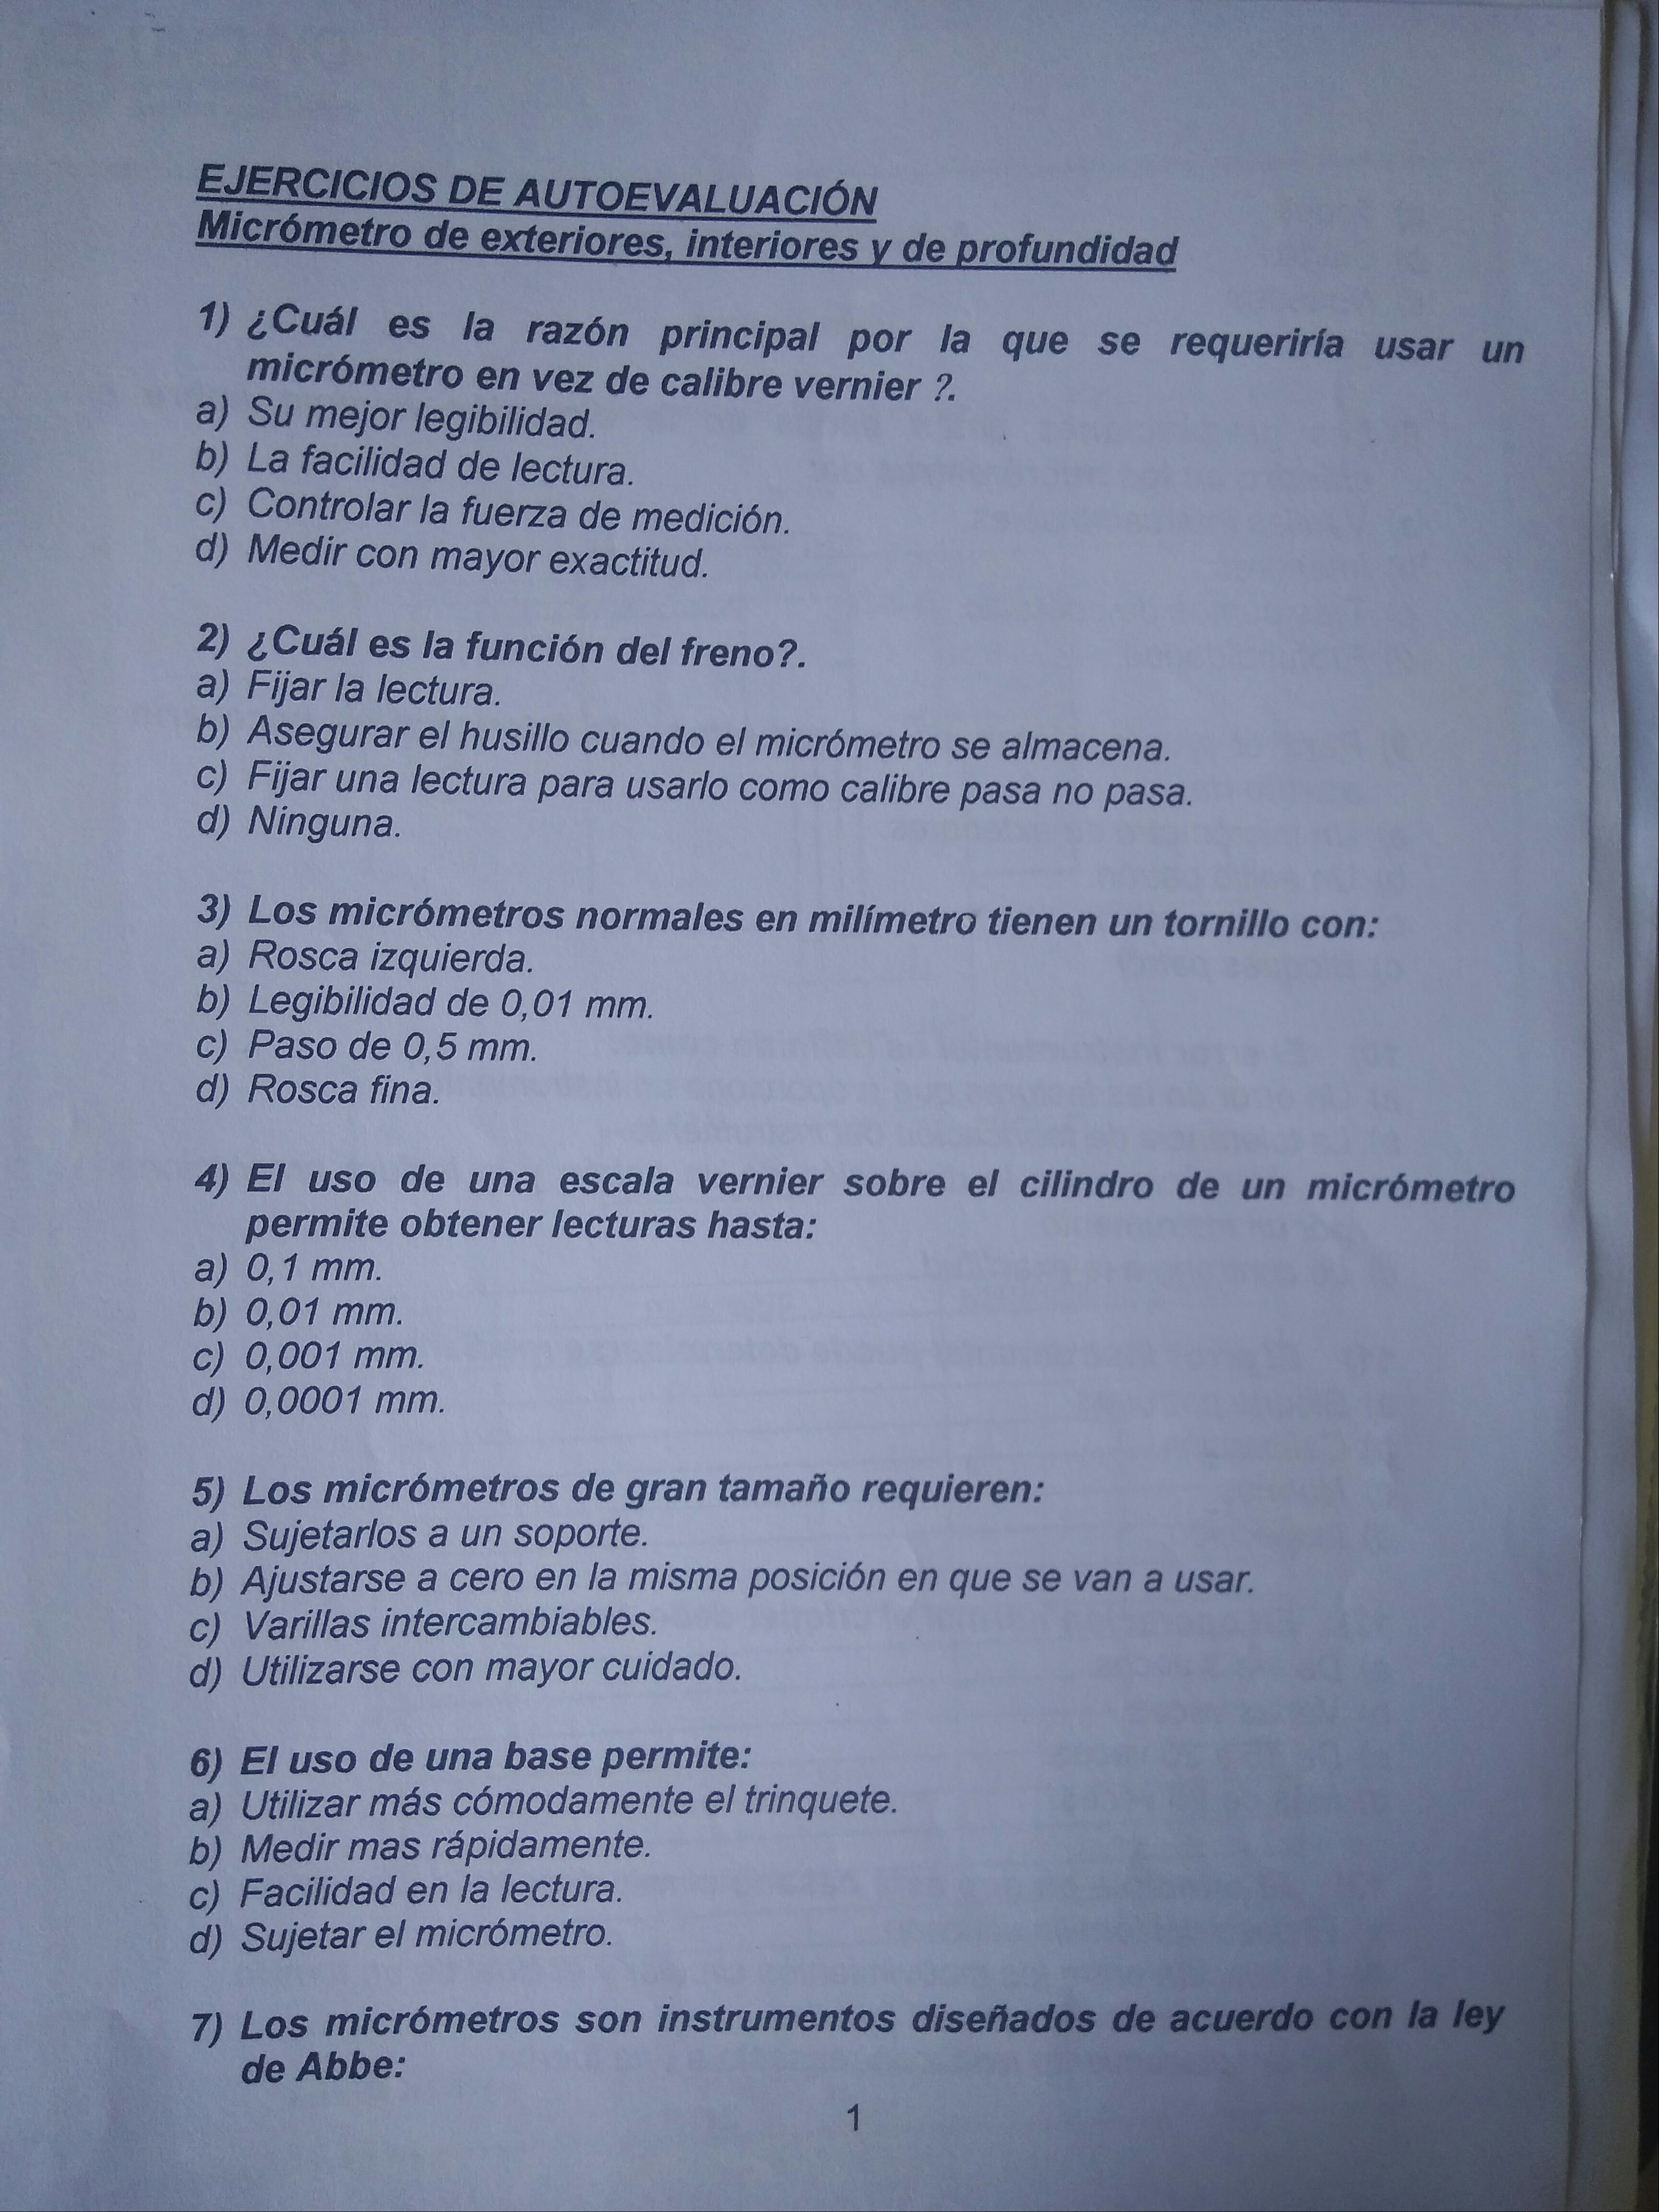 EJERCICIOS DE AUTOEVALUACIÓN
Micrómetro de exteriores, interiores y de profundidad
1) ¿Cuál es la razón principal por la que se requeriría usar un
micrómetro en vez de calibre vernier ?.
a) Su mejor legibilidad.
b) La facilidad de lectura.
c) Controlar la fuerza de medición.
d) Medir con mayor exactitud.
2) ¿Cuál es la función del freno?.
a) Fijar la lectura.
b) Asegurar el husillo cuando el micrómetro se almacena.
c) Fijar una lectura para usarlo como calibre pasa no pasa.
d) Ninguna.
3) Los micrómetros normales en milímetro tienen un tornillo con:
a) Rosca izquierda.
b) Legibilidad de 0,01 mm.
c) Paso de 0,5 mm.
d) Rosca fina.
4) El uso de una escala vernier sobre el cilindro de un micrómetro
permite obtener lecturas hasta:
a) 0,1 mm.
b) 0,01 mm.
c) 0,001 mm.
d) 0,0001 mm.
5) Los micrómetros de gran tamaño requieren:
a) Sujetarlos a un soporte.
b) Ajustarse a cero en la misma posición en que se van a usar.
c) Varillas intercambiables.
d) Utilizarse con mayor cuidado.
6) El uso de una base permite:
a) Utilizar más cómodamente el trinquete.
b) Medir mas rápidamente.
c) Facilidad en la lectura.
d) Sujetar el micrómetro.
7) Los micrómetros son instrumentos diseñados de acuerdo con la ley
de Abbe:
1